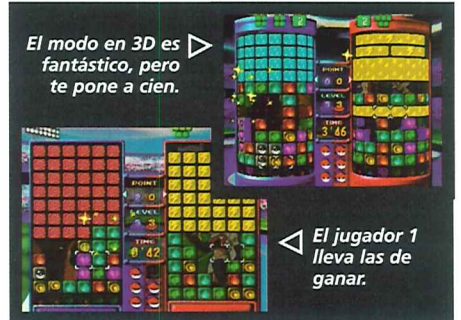 El modo en 3D es
fantástico, pero
te pone a cien.
POINT
LEVEL
TIME
3'46
POINT
LEVEL
TIME
0'42
El jugador 1
lleva las de
ganar.